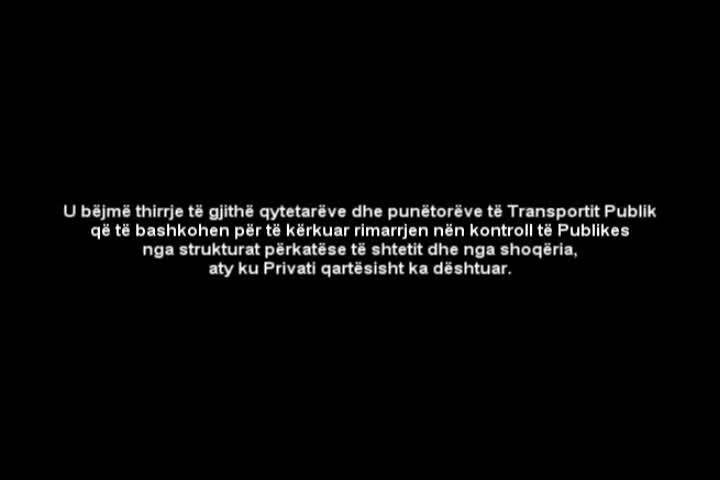 U bëjmë thirrje të gjithë qytetarëve dhe punëtorëve të Transportit Publik
që të bashkohen për të kërkuar rimarrjen nën kontroll të Publikes
nga strukturat përkatëse të shtetit dhe nga shoqëria,
aty ku Privati qartësisht ka dështuar.